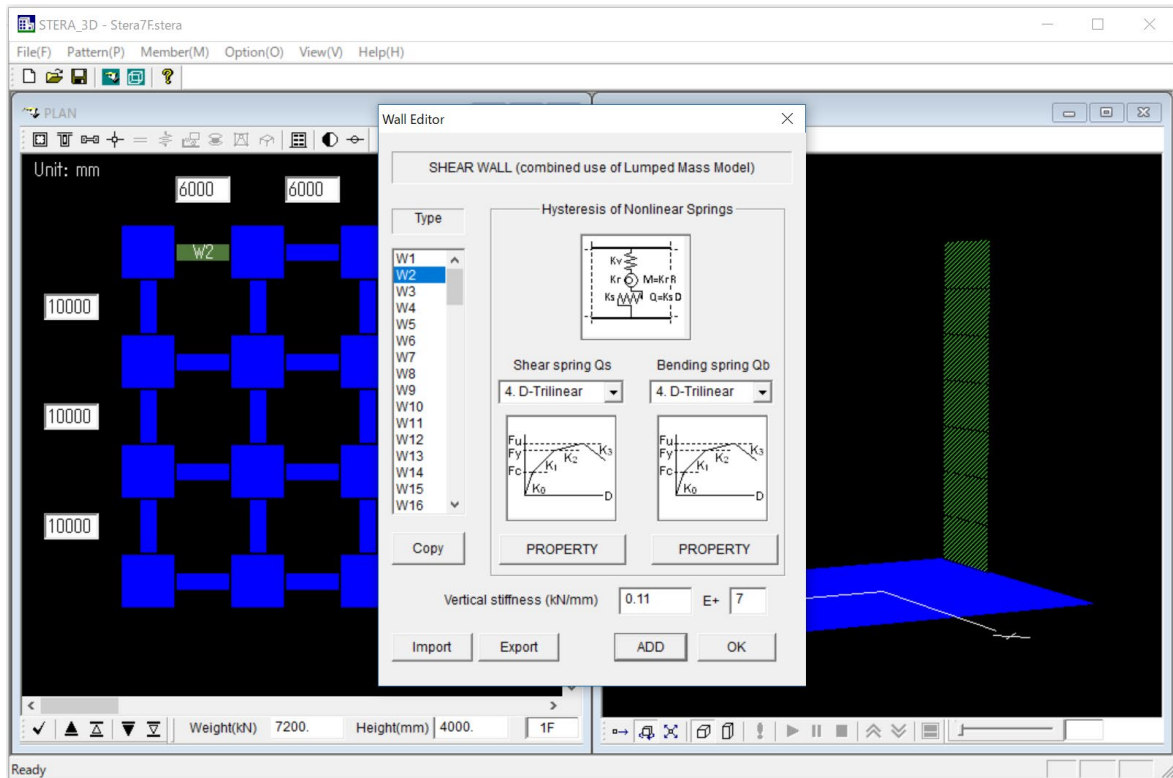 STERA_3D - Stera7F.stera
File(F) Pattern(P) Member(M) Option(O) View(V) Help(H)
PLAN
Unit: mm
6000 6000
W2
10000
10000
10000
Weight(kN) 7200. Height(mm) 4000. 1F
Wall Editor
SHEAR WALL (combined use of Lumped Mass Model)
Type
W1
W2
W3
W4
W5
W6
W7
W8
W9
W10
W11
W12
W13
W14
W15
W16
Copy
Hysteresis of Nonlinear Springs
Kv
Kr M=KrR
Ks Q=KsD
Shear spring Qs Bending spring Qb
4. D-Trilinear 4. D-Trilinear
Fu Fu
Fy K3 Fy K3
K2 K2
Fc K1 Fc K1
K0 D K0 D
PROPERTY PROPERTY
Vertical stiffness (kN/mm) 0.11 E+ 7
Import Export ADD OK
Ready